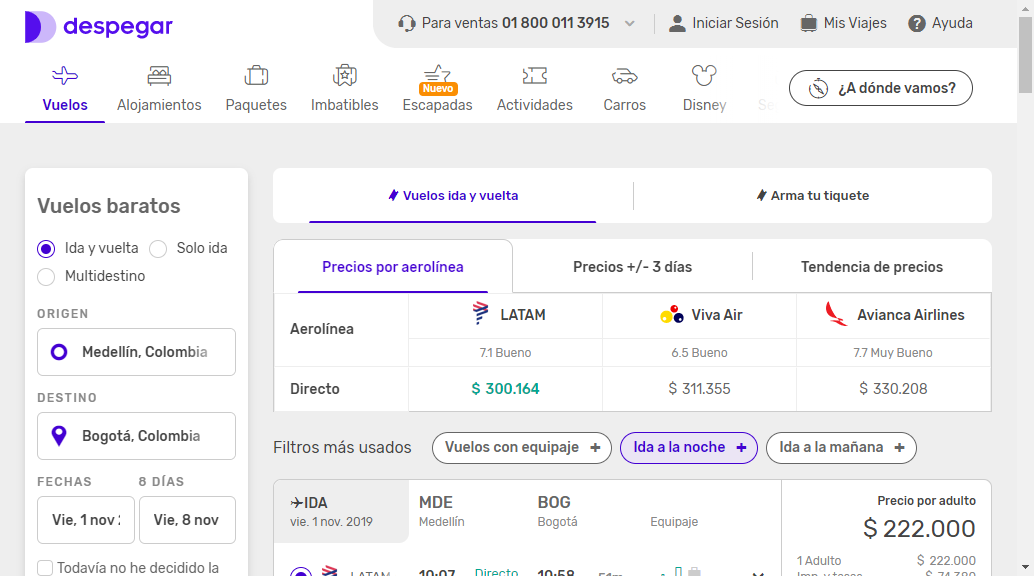 despegar
Para ventas 01 800 011 3915
Iniciar Sesión
Mis Viajes
Ayuda
Vuelos
Alojamientos
Paquetes
Imbatibles
Nuevo
Escapadas
Actividades
Carros
Disney
¿A dónde vamos?
Vuelos baratos
Ida y vuelta
Solo ida
Multidestino
ORIGEN
Medellín, Colombia
DESTINO
Bogotá, Colombia
FECHAS
8 DÍAS
Vie, 1 nov
Vie, 8 nov
Todavía no he decidido la
Vuelos ida y vuelta
Arma tu tiquete
Precios por aerolínea
Precios +/- 3 días
Tendencia de precios
Aerolínea
LATAM
Viva Air
Avianca Airlines
7.1 Bueno
6.5 Bueno
7.7 Muy Bueno
Directo
$ 300.164
$ 311.355
$ 330.208
Filtros más usados
Vuelos con equipaje +
Ida a la noche +
Ida a la mañana +
IDA
vie. 1 nov. 2019
MDE
Medellín
BOG
Bogotá
Equipaje
LATAM
10:07
Directo
10:58
51m
Precio por adulto
$ 222.000
1 Adulto
$ 222.000
Imp. y tasas
$ 74.380